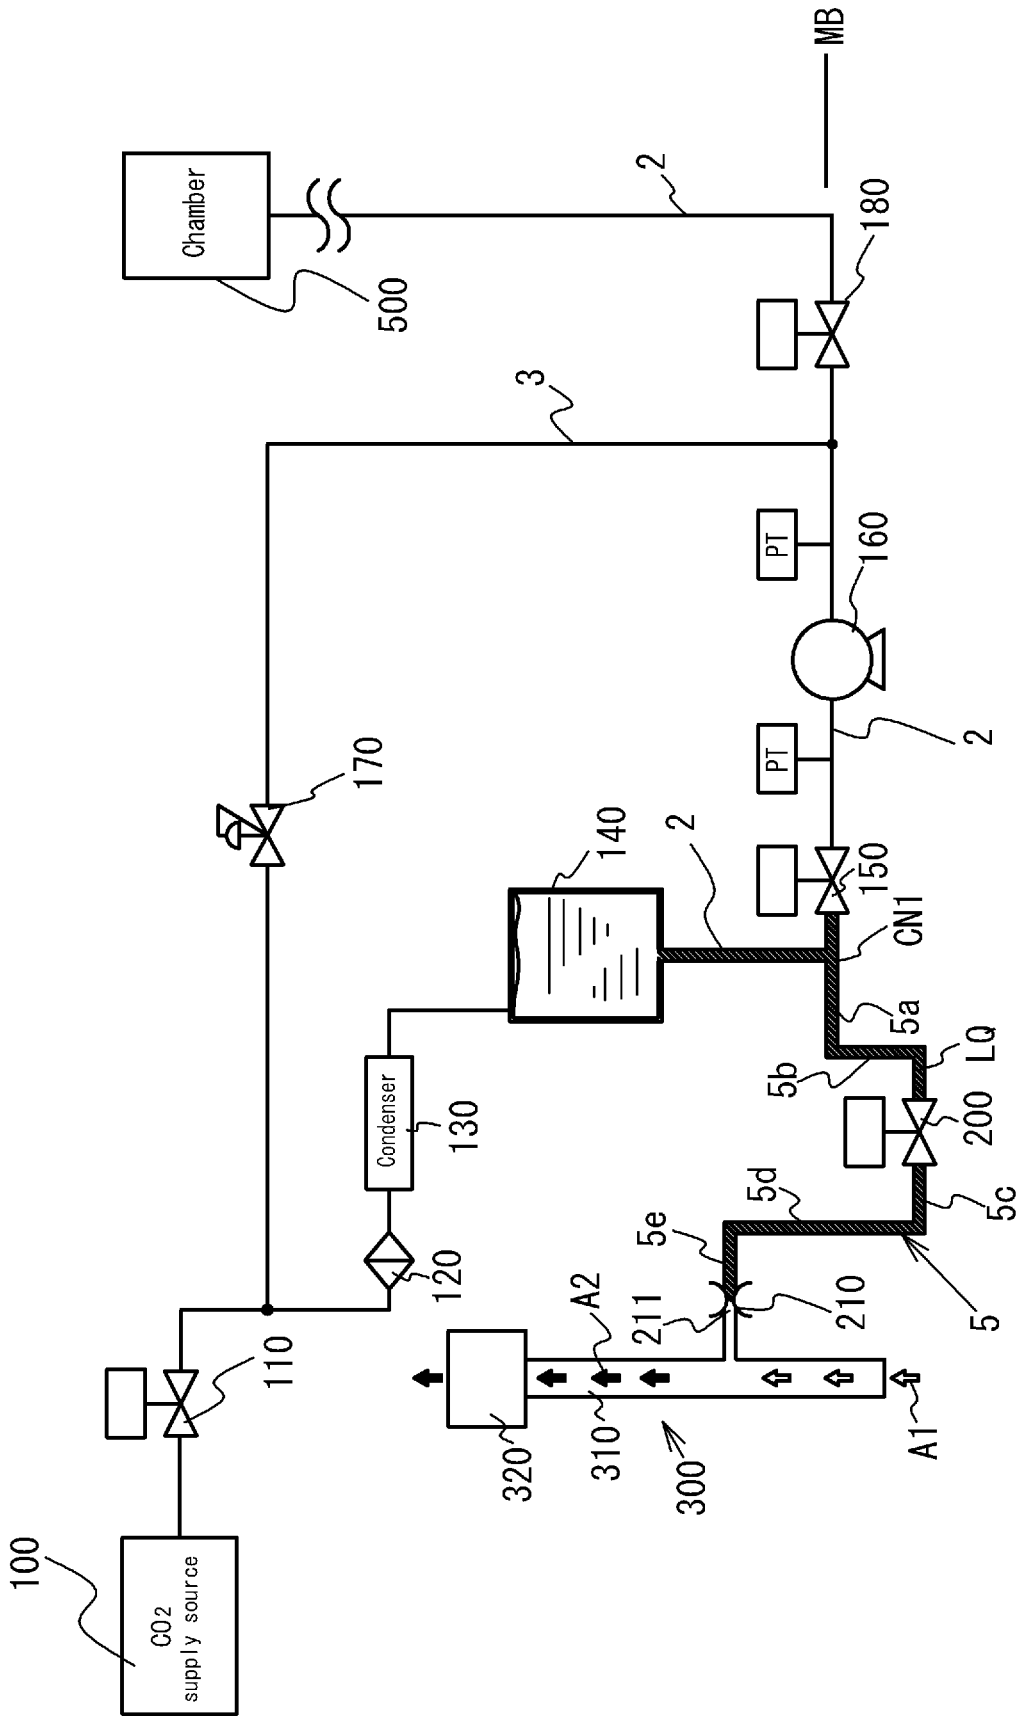 100
CO2
supply source
Chamber
110
170
500
Condenser
120
130
320
3
A2
310
140
211
5e
2
300
2
5d
5b
PT
PT
MB
210
150
160
180
5a
CN1
A1
5
200
LQ
2
5c